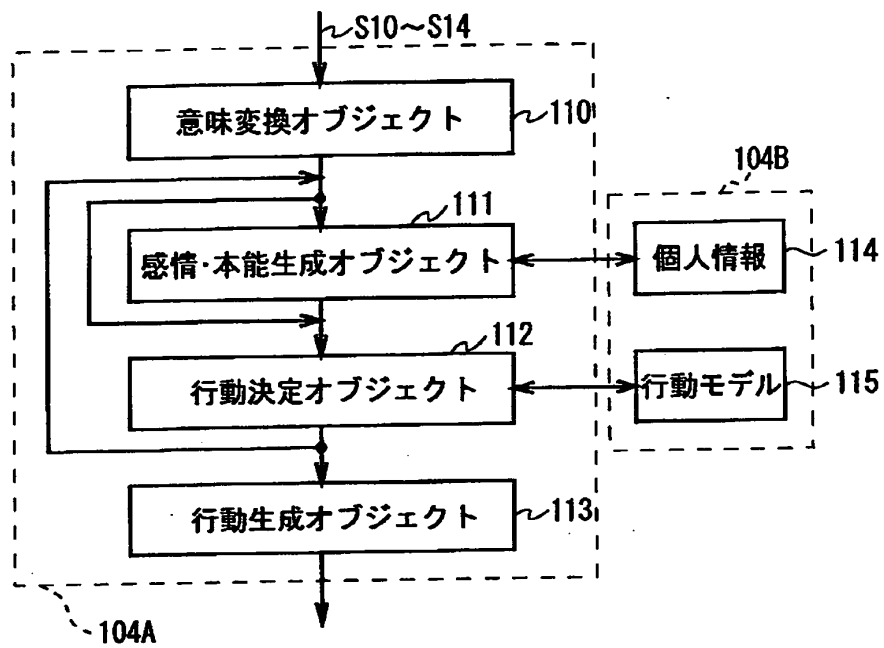 S10～S14
意味変換オブジェクト
110
104B
111
感情・本能生成オブジェクト
個人情報
114
112
行動決定オブジェクト
行動モデル
115
行動生成オブジェクト
113
104A